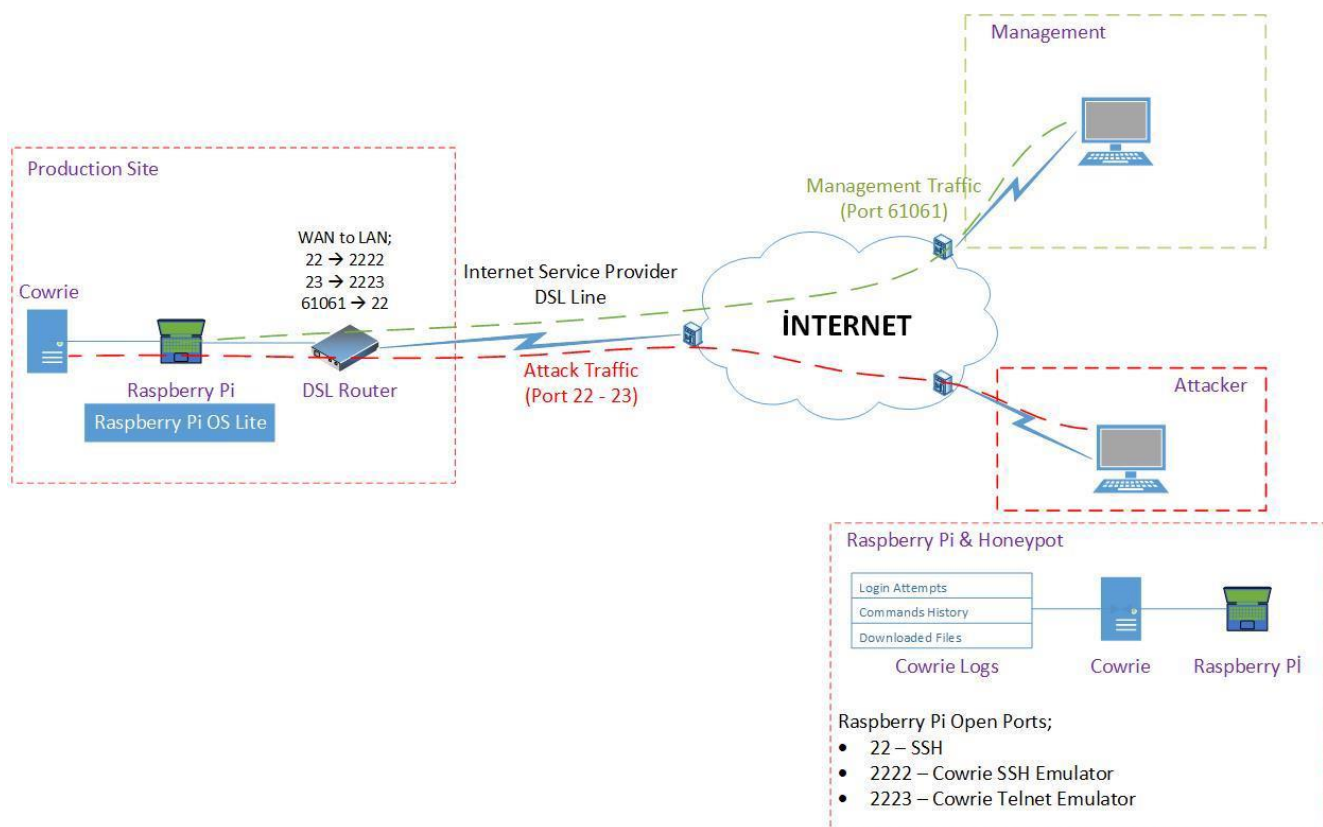 Management
Production Site
Management Traffic
(Port 61061)
WAN to LAN;
22 → 2222
23 → 2223
61061 → 22
Internet Service Provider
DSL Line
Cowrie
İNTERNET
Attack Traffic
(Port 22 - 23)
Raspberry Pi
DSL Router
Raspberry Pi OS Lite
Attacker
Raspberry Pi & Honeypot
Login Attempts
Commands History
Downloaded Files
Cowrie Logs
Cowrie
Raspberry Pİ
Raspberry Pi Open Ports;
• 22 – SSH
• 2222 – Cowrie SSH Emulator
• 2223 – Cowrie Telnet Emulator